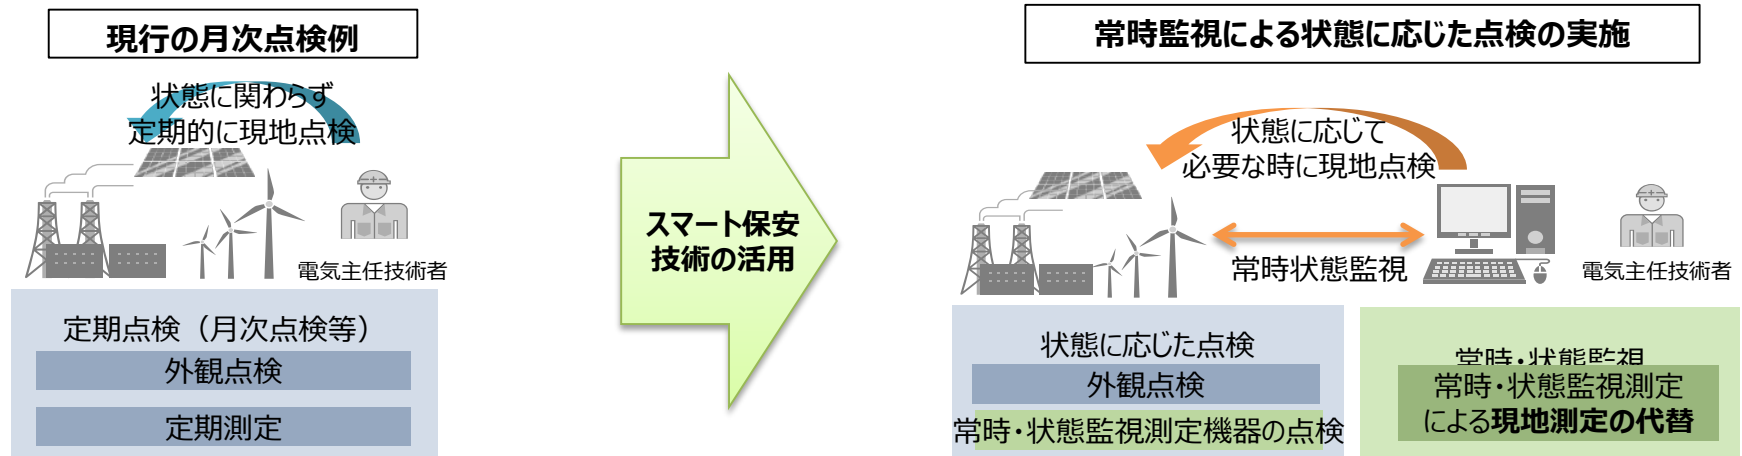 現行の月次点検例
状態に関わらず
定期的に現地点検
電気主任技術者
定期点検（月次点検等）
外観点検
定期測定
スマート保安
技術の活用
常時監視による状態に応じた点検の実施
状態に応じて
必要な時に現地点検
常時状態監視
電気主任技術者
状態に応じた点検
外観点検
常時・状態監視測定機器の点検
常時・状態監視
常時・状態監視測定
による現地測定の代替